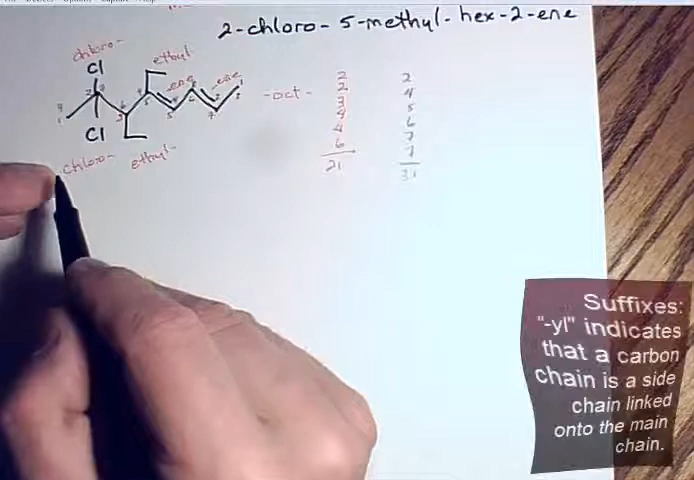 2-chloro-5-methyl-hex-2-ene
chloro-
ethyl-
Cl
ene
ene
-oct-
Cl
chloro-
ethyl-
2
2
3
4
4
6
21
2
4
5
6
7
7
31
Suffixes:
"-yl" indicates
that a carbon
chain is a side
chain linked
onto the main
chain.